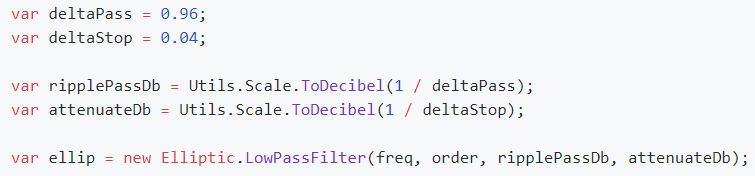 var deltaPass = 0.96;
var deltaStop = 0.04;
var ripplePassDb = Utils.Scale.ToDecibel(1 / deltaPass);
var attenuateDb = Utils.Scale.ToDecibel(1 / deltaStop);
var ellip = new Elliptic.LowPassFilter(freq, order, ripplePassDb, attenuateDb);